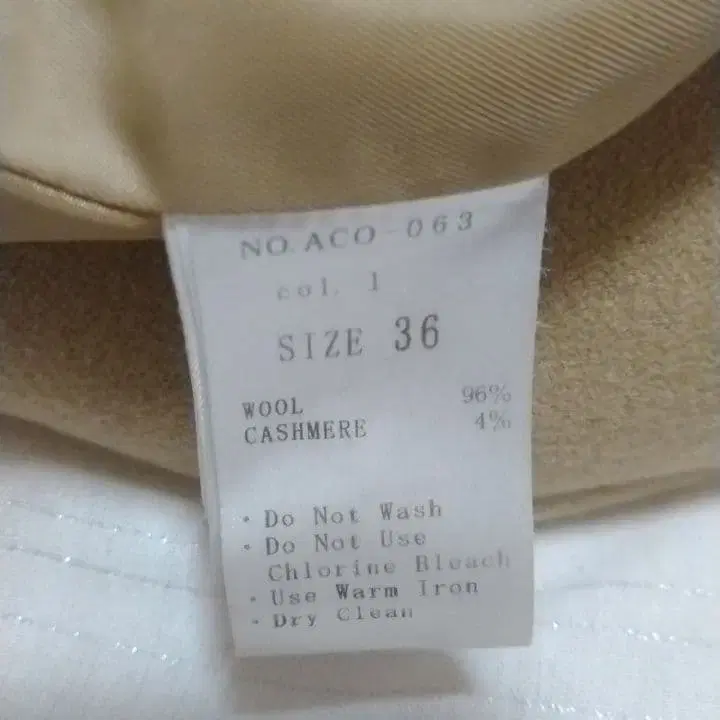 NO. ACO-063
col. 1
SIZE 36
WOOL 96%
CASHMERE 4%
・Do Not Wash
・Do Not Use
Chlorine Bleach
・Use Warm Iron
・Dry Clean